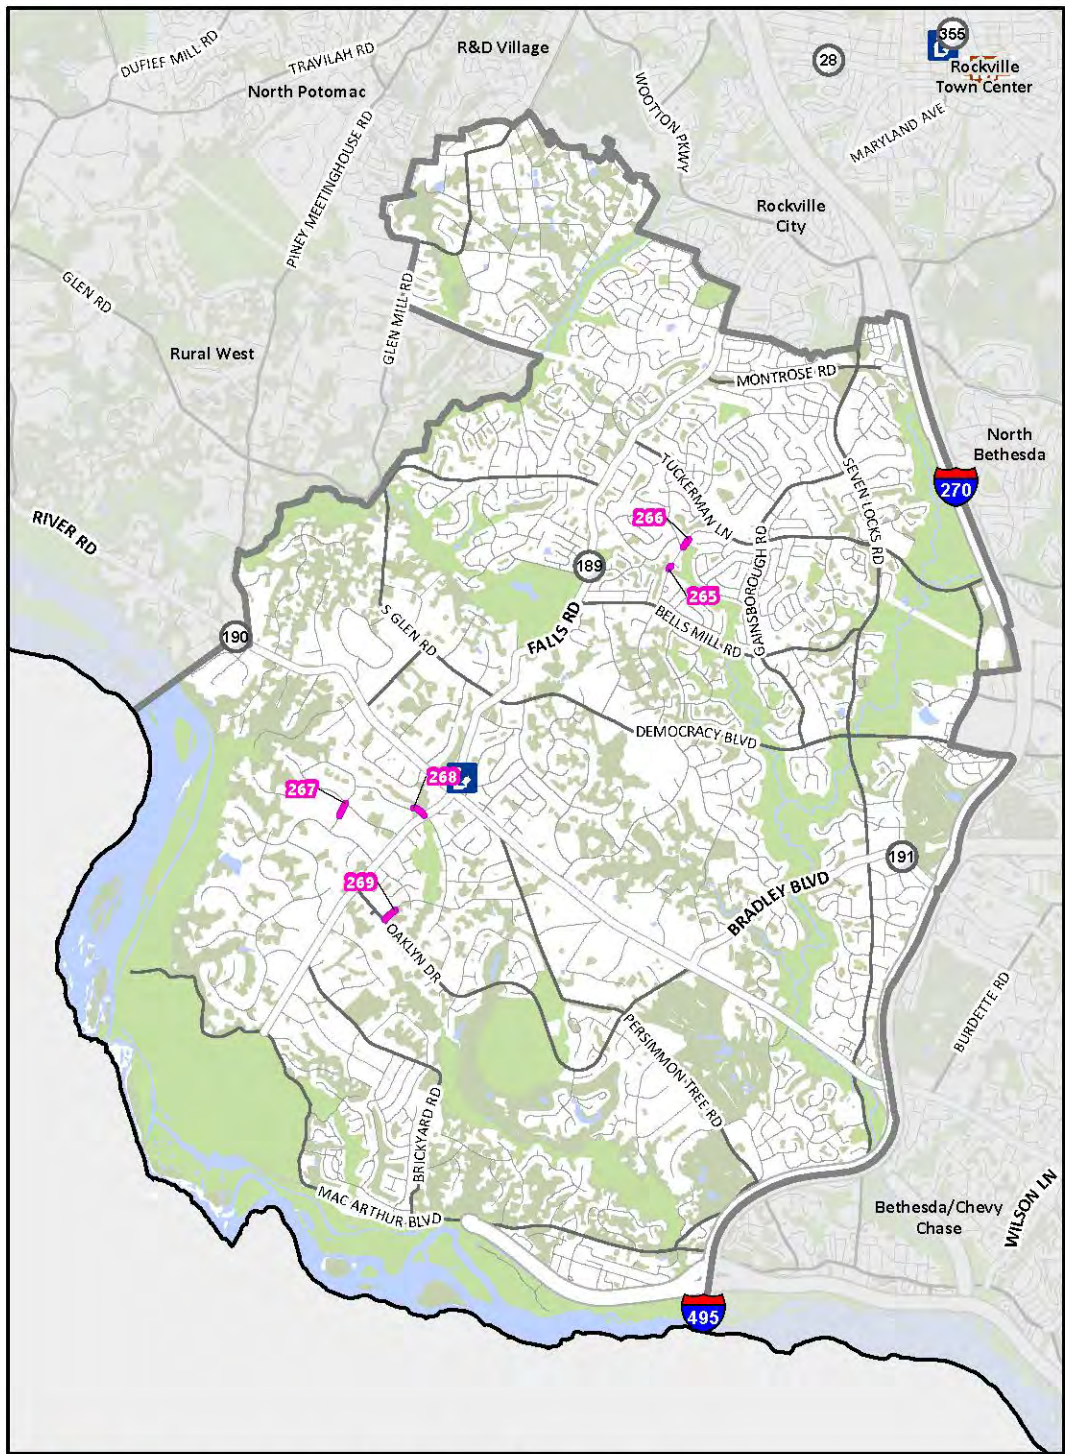 DUFIEF MILL RD
TRAVILAH RD
R&D Village
North Potomac
28
355
Rockville
Town Center
WOOTTON PKWY
MARYLAND AVE
PINEY MEETINGHOUSE RD
Rockville
City
GLEN RD
GLEN MILL RD
Rural West
MONTROSE RD
North
Bethesda
270
TUCKERMAN LN
SEVEN LOCKS RD
RIVER RD
266
GAINSBOROUGH RD
189
265
190
S GLEN RD
FALLS RD
BELLS MILL RD
DEMOCRACY BLVD
268
267
191
269
BRADLEY BLVD
OAKLYN DR
BURDETTE RD
PERSIMMON TREE RD
BRICKYARD RD
MAC ARTHUR BLVD
Bethesda/Chevy
Chase
WILSON LN
495